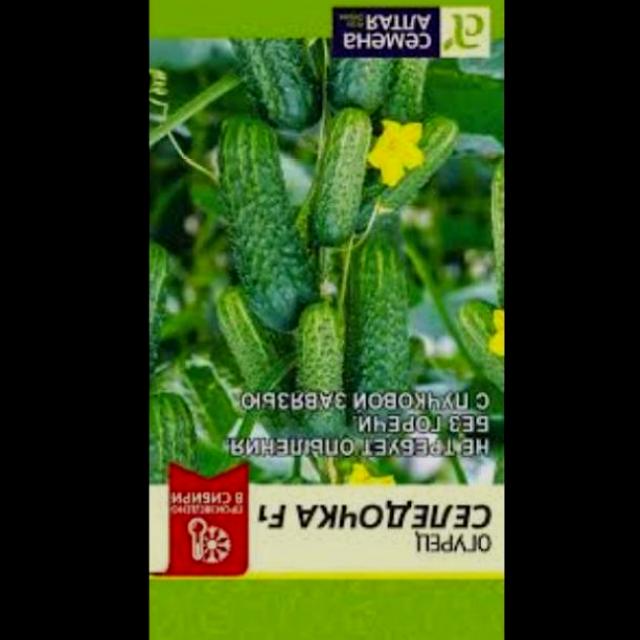 ОГУРЕЦ
СЕЛЕДОЧКА F1
ПРОИЗВЕДЕНО
В СИБИРИ
НЕ ТРЕБУЕТ ОПЫЛЕНИЯ.
БЕЗ ГОРЕЧИ.
С ПУЧКОВОЙ ЗАВЯЗЬЮ
семена
АЛТАЯ